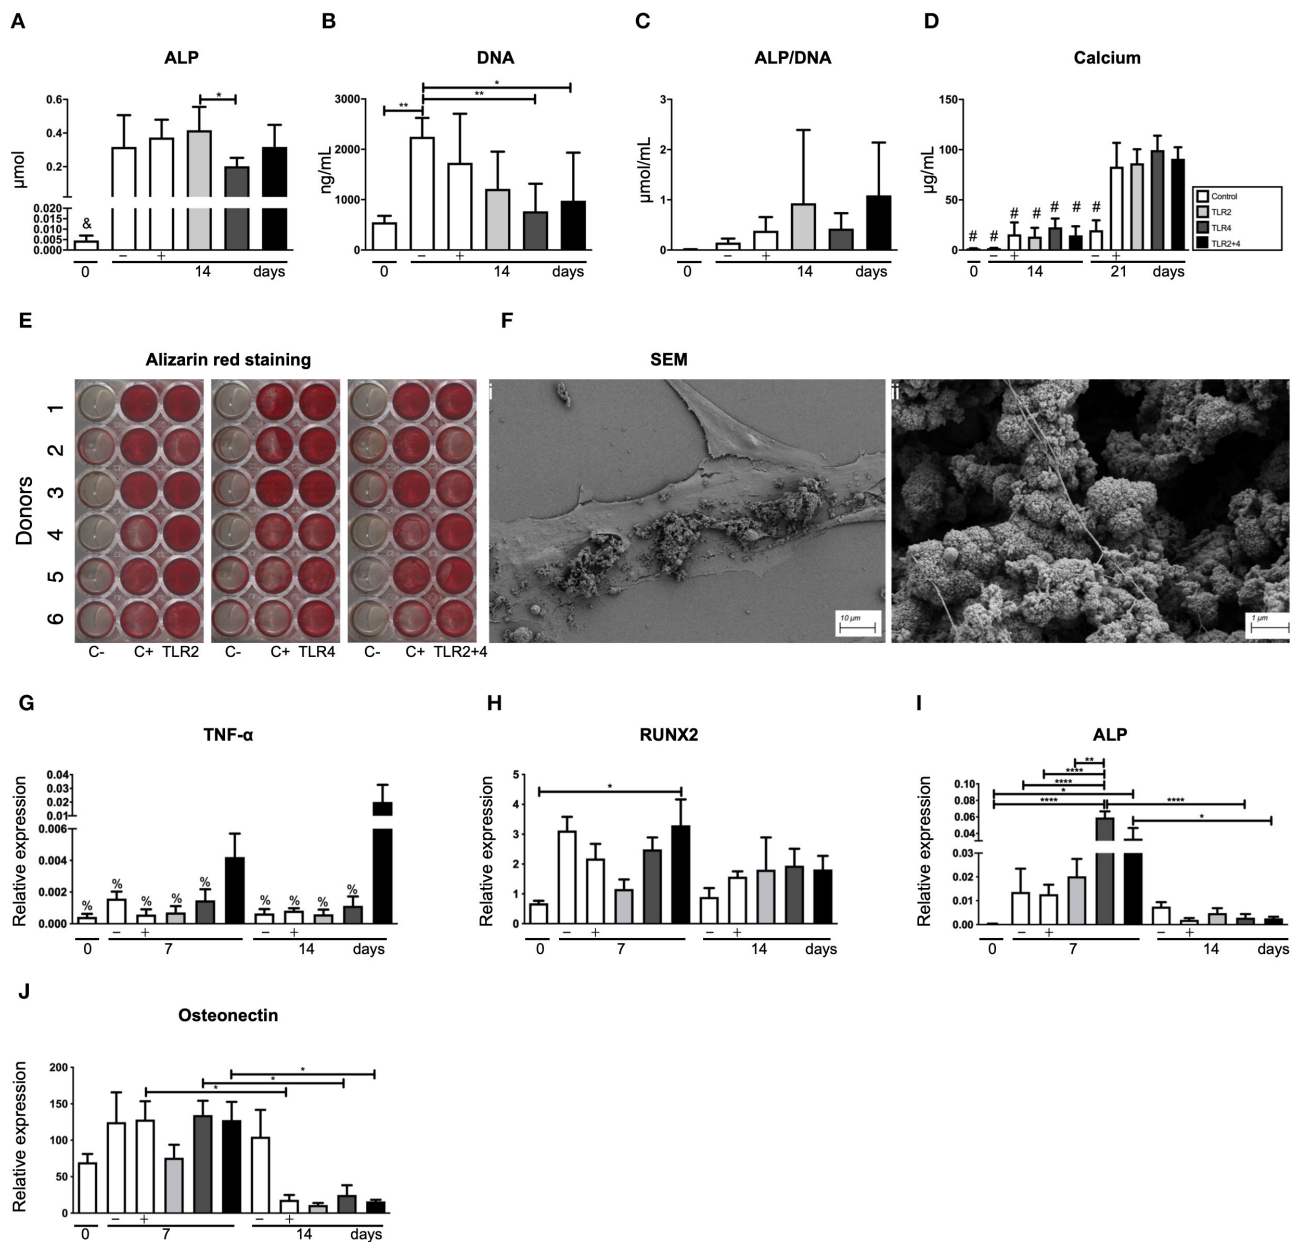 A
B
C
D
ALP
DNA
ALP/DNA
Calcium
µmol
0.6
0.4
0.2
0.020
0.015
0.010
0.005
0.000
&
*
0
− +
14
days
ng/mL
3000
2000
1000
0
**
**
*
0
− +
14
days
µmol/mL
3
2
1
0
0
− +
14
days
µg/mL
150
100
50
0
# # # # # # #
0
− +
14
− +
21
days
Control
TLR2
TLR4
TLR2+4
E
F
Alizarin red staining
SEM
Donors
1
2
3
4
5
6
C- C+ TLR2
C- C+ TLR4
C- C+ TLR2+4
i
10 µm
ii
1 µm
G
H
I
TNF-α
RUNX2
ALP
Relative expression
0.04
0.03
0.02
0.01
0.006
0.004
0.002
0.000
% % % % % % % % %
0
− +
7
− +
14
days
Relative expression
5
4
3
2
1
0
*
0
− +
7
− +
14
days
Relative expression
0.10
0.08
0.06
0.04
0.03
0.02
0.01
0.00
**
****
****
*
****
****
*
0
− +
7
− +
14
days
J
Osteonectin
Relative expression
200
150
100
50
0
*
*
*
0
− +
7
− +
14
days